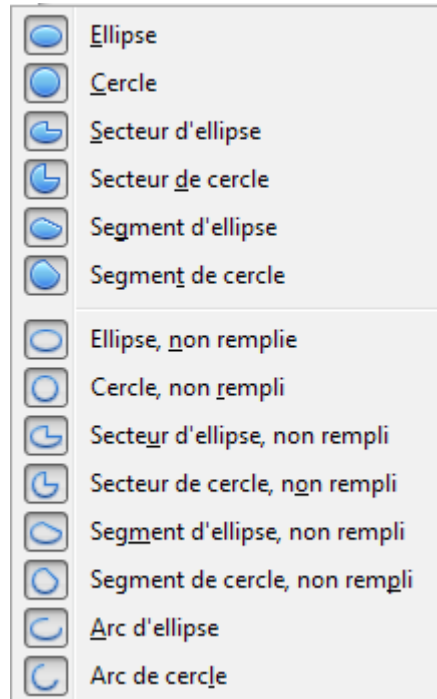 Ellipse
Cercle
Secteur d'ellipse
Secteur de cercle
Segment d'ellipse
Segment de cercle
Ellipse, non remplie
Cercle, non rempli
Secteur d'ellipse, non rempli
Secteur de cercle, non rempli
Segment d'ellipse, non rempli
Segment de cercle, non rempli
Arc d'ellipse
Arc de cercle